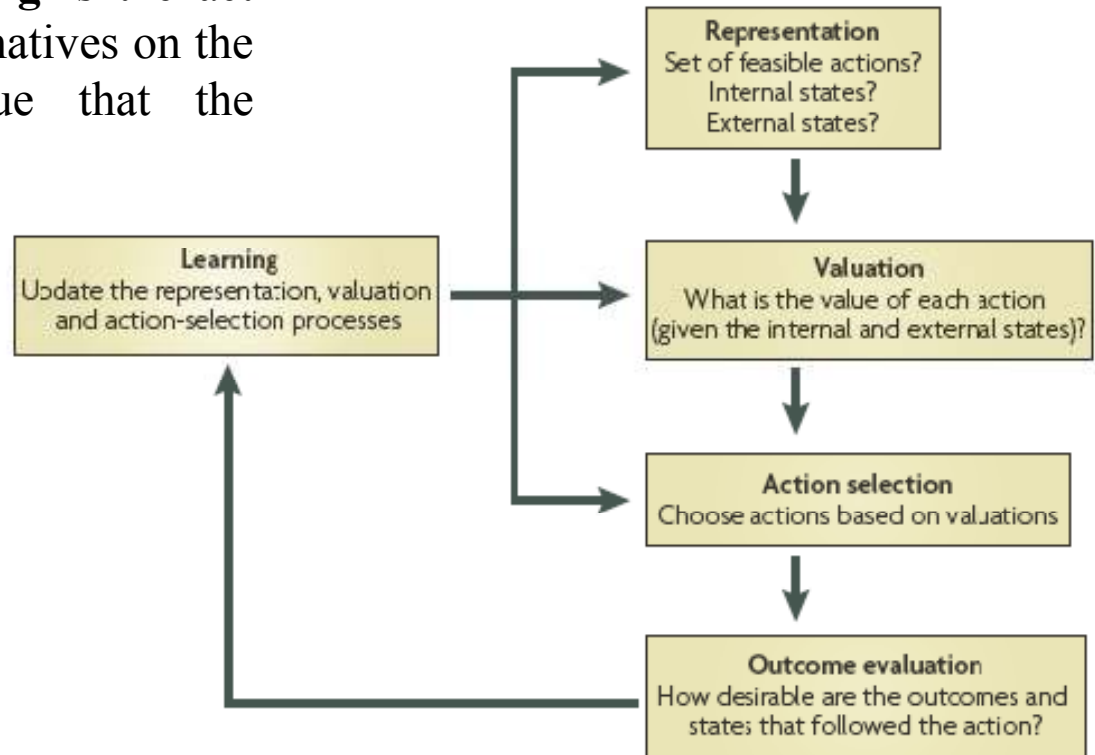 g is the act
natives on the
ue that the
Representation
Set of feasible actions?
Internal states?
External states?
Learning
Update the representation, valuation
and action-selection processes
Valuation
What is the value of each action
(given the internal and external states)?
Action selection
Choose actions based on valuations
Outcome evaluation
How desirable are the outcomes and
states that followed the action?